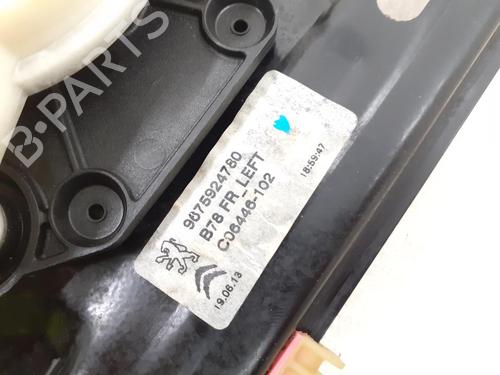 9675924780
B78 FR_LEFT
C06446-102
19.06.13
18:59:47
B-PARTS